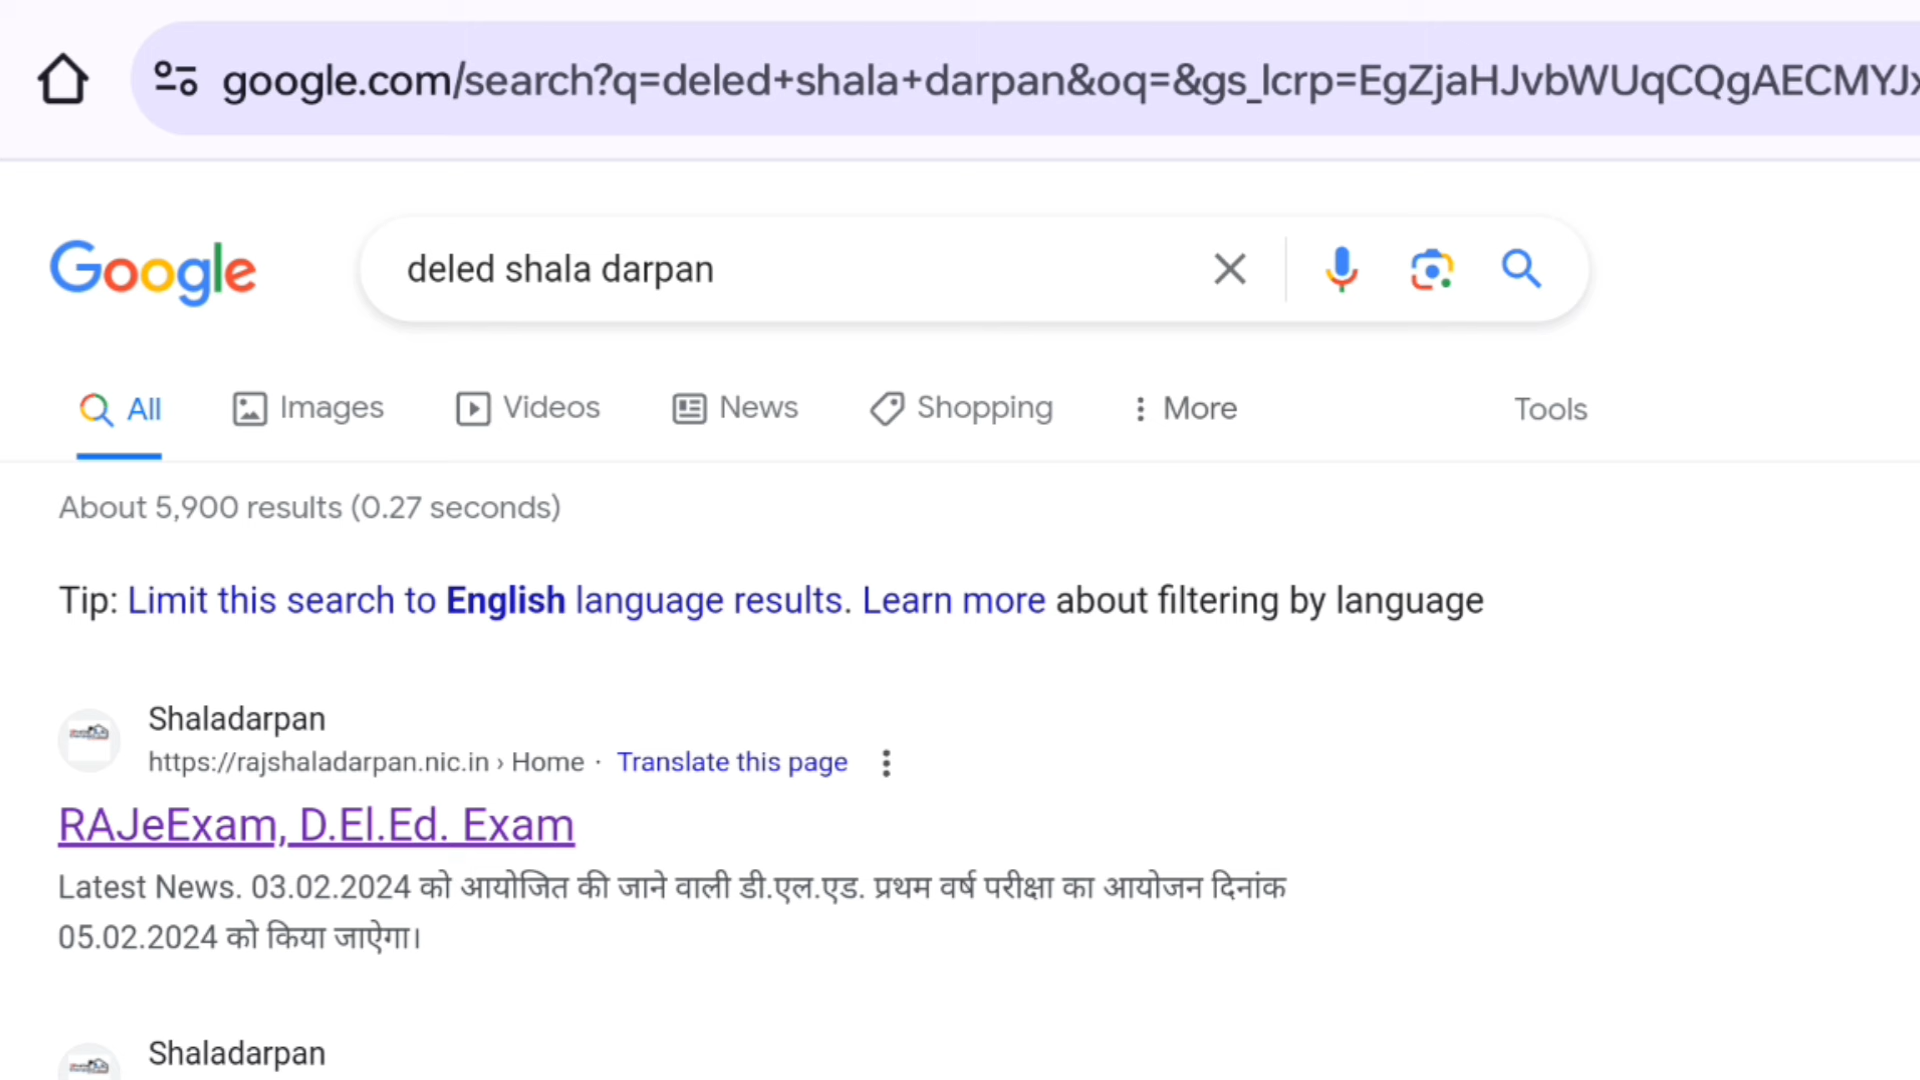 google.com/search?q=deled+shala+darpan&oq=&gs_lcrp=EgZjaHJvbWUqCQgAECMYJx
Google
deled shala darpan
All Images Videos News Shopping More Tools
About 5,900 results (0.27 seconds)
Tip: Limit this search to English language results. Learn more about filtering by language
Shaladarpan
https://rajshaladarpan.nic.in › Home · Translate this page
RAJeExam, D.El.Ed. Exam
Latest News. 03.02.2024 को आयोजित की जाने वाली डी.एल.एड. प्रथम वर्ष परीक्षा का आयोजन दिनांक
05.02.2024 को किया जाऐगा।
Shaladarpan